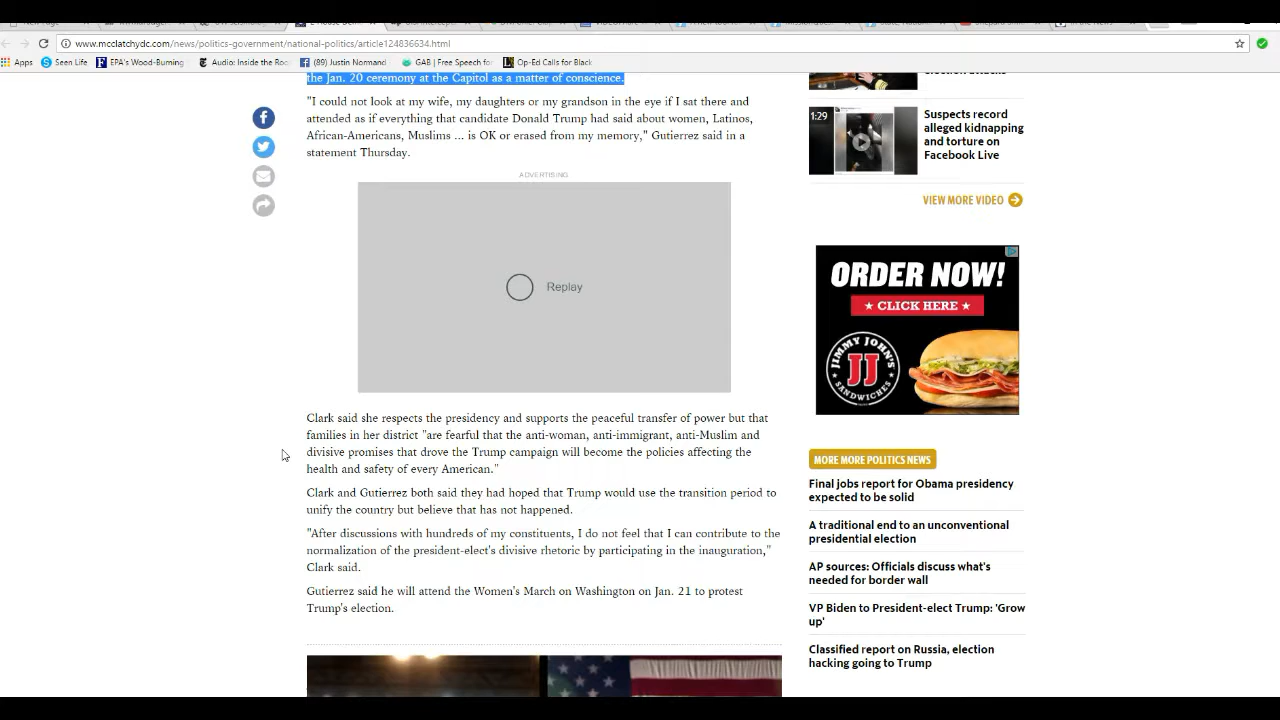 www.mcclatchydc.com/news/politics-government/national-politics/article124836634.html
Apps Seen Life EPA's Wood-Burning Audio: Inside the Roo (89) Justin Normand GAB | Free Speech fo Op-Ed Calls for Black
the Jan. 20 ceremony at the Capitol as a matter of conscience.
"I could not look at my wife, my daughters or my grandson in the eye if I sat there and
attended as if everything that candidate Donald Trump had said about women, Latinos,
African-Americans, Muslims ... is OK or erased from my memory," Gutierrez said in a
statement Thursday.
ADVERTISING
Replay
Clark said she respects the presidency and supports the peaceful transfer of power but that
families in her district "are fearful that the anti-woman, anti-immigrant, anti-Muslim and
divisive promises that drove the Trump campaign will become the policies affecting the
health and safety of every American."
Clark and Gutierrez both said they had hoped that Trump would use the transition period to
unify the country but believe that has not happened.
"After discussions with hundreds of my constituents, I do not feel that I can contribute to the
normalization of the president-elect's divisive rhetoric by participating in the inauguration,"
Clark said.
Gutierrez said he will attend the Women's March on Washington on Jan. 21 to protest
Trump's election.
1:29
Suspects record
alleged kidnapping
and torture on
Facebook Live
VIEW MORE VIDEO
ORDER NOW!
★ CLICK HERE ★
JIMMY JOHN'S
JJ
SANDWICHES
MORE MORE POLITICS NEWS
Final jobs report for Obama presidency
expected to be solid
A traditional end to an unconventional
presidential election
AP sources: Officials discuss what's
needed for border wall
VP Biden to President-elect Trump: 'Grow
up'
Classified report on Russia, election
hacking going to Trump